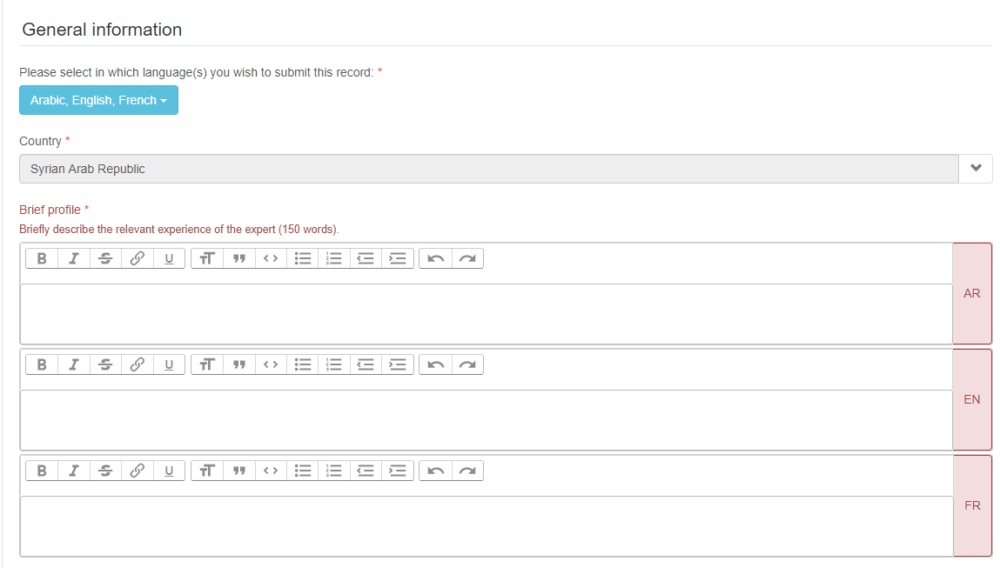 General information
Please select in which language(s) you wish to submit this record: *
Arabic, English, French
Country *
Syrian Arab Republic
Brief profile *
Briefly describe the relevant experience of the expert (150 words).
AR
EN
FR